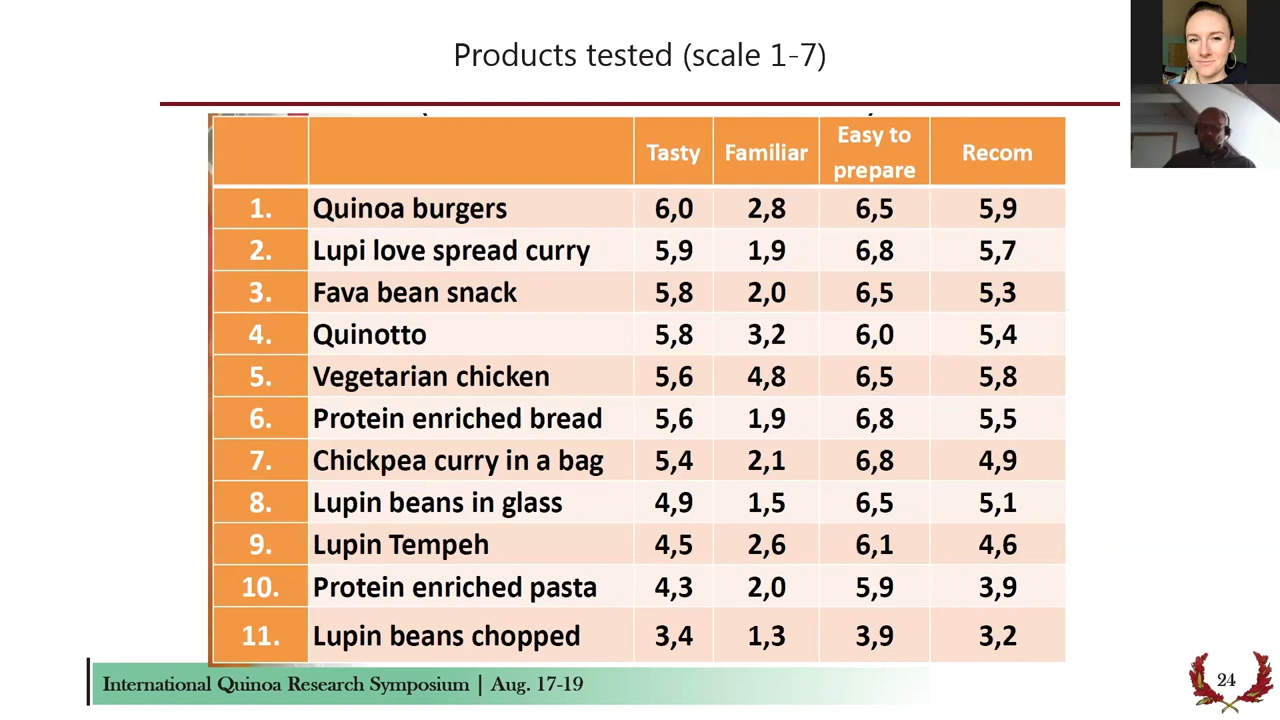 Products tested (scale 1-7)
Tasty Familiar Easy to prepare Recom
1. Quinoa burgers 6,0 2,8 6,5 5,9
2. Lupi love spread curry 5,9 1,9 6,8 5,7
3. Fava bean snack 5,8 2,0 6,5 5,3
4. Quinotto 5,8 3,2 6,0 5,4
5. Vegetarian chicken 5,6 4,8 6,5 5,8
6. Protein enriched bread 5,6 1,9 6,8 5,5
7. Chickpea curry in a bag 5,4 2,1 6,8 4,9
8. Lupin beans in glass 4,9 1,5 6,5 5,1
9. Lupin Tempeh 4,5 2,6 6,1 4,6
10. Protein enriched pasta 4,3 2,0 5,9 3,9
11. Lupin beans chopped 3,4 1,3 3,9 3,2
International Quinoa Research Symposium | Aug. 17-19
24